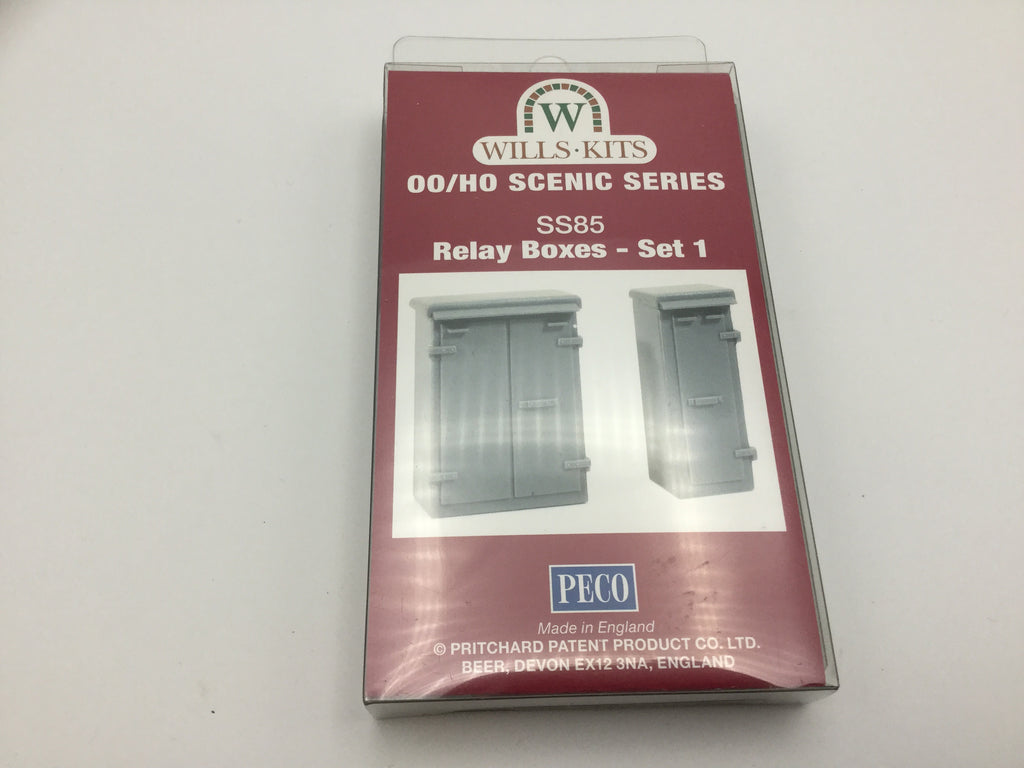 W
WILLS·KITS
OO/HO SCENIC SERIES
SS85
Relay Boxes - Set 1
PECO
Made in England
© PRITCHARD PATENT PRODUCT CO. LTD.
BEER, DEVON EX12 3NA, ENGLAND